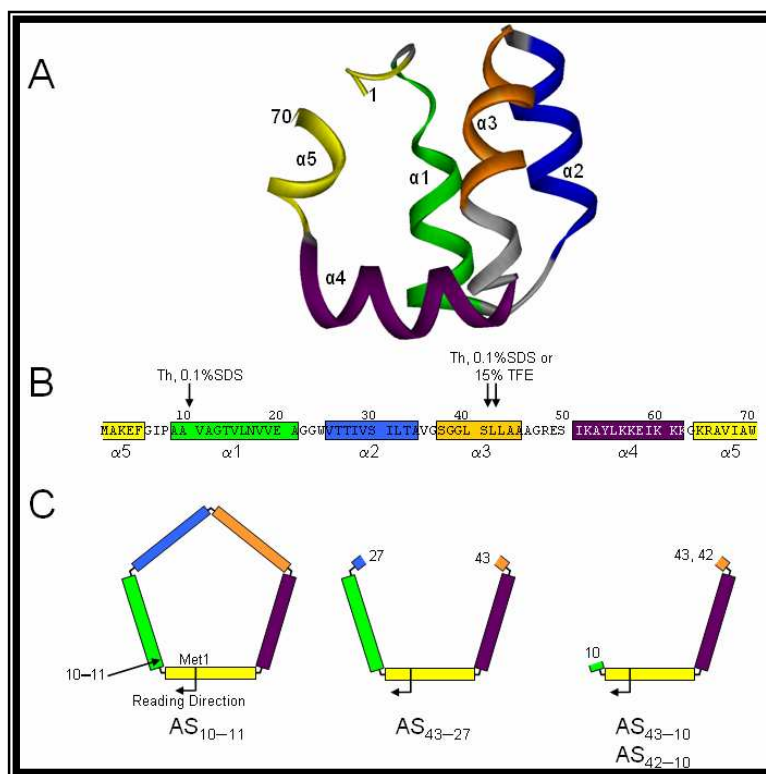 A
1
70
α5
α3
α1
α2
α4
B
Th, 0.1%SDS
Th, 0.1%SDS or
15% TFE
10 20 30 40 50 60 70
MAKEFGIPAA VAGTVLNVVE AGGWVTTIVS ILTAVGSGGL SLLAAAGRES IKAYLKKEIK KKGKRAVIAW
α5 α1 α2 α3 α4 α5
C
27
43
43, 42
10
10–11
Met1
Reading Direction
AS10–11
AS43–27
AS43–10
AS42–10